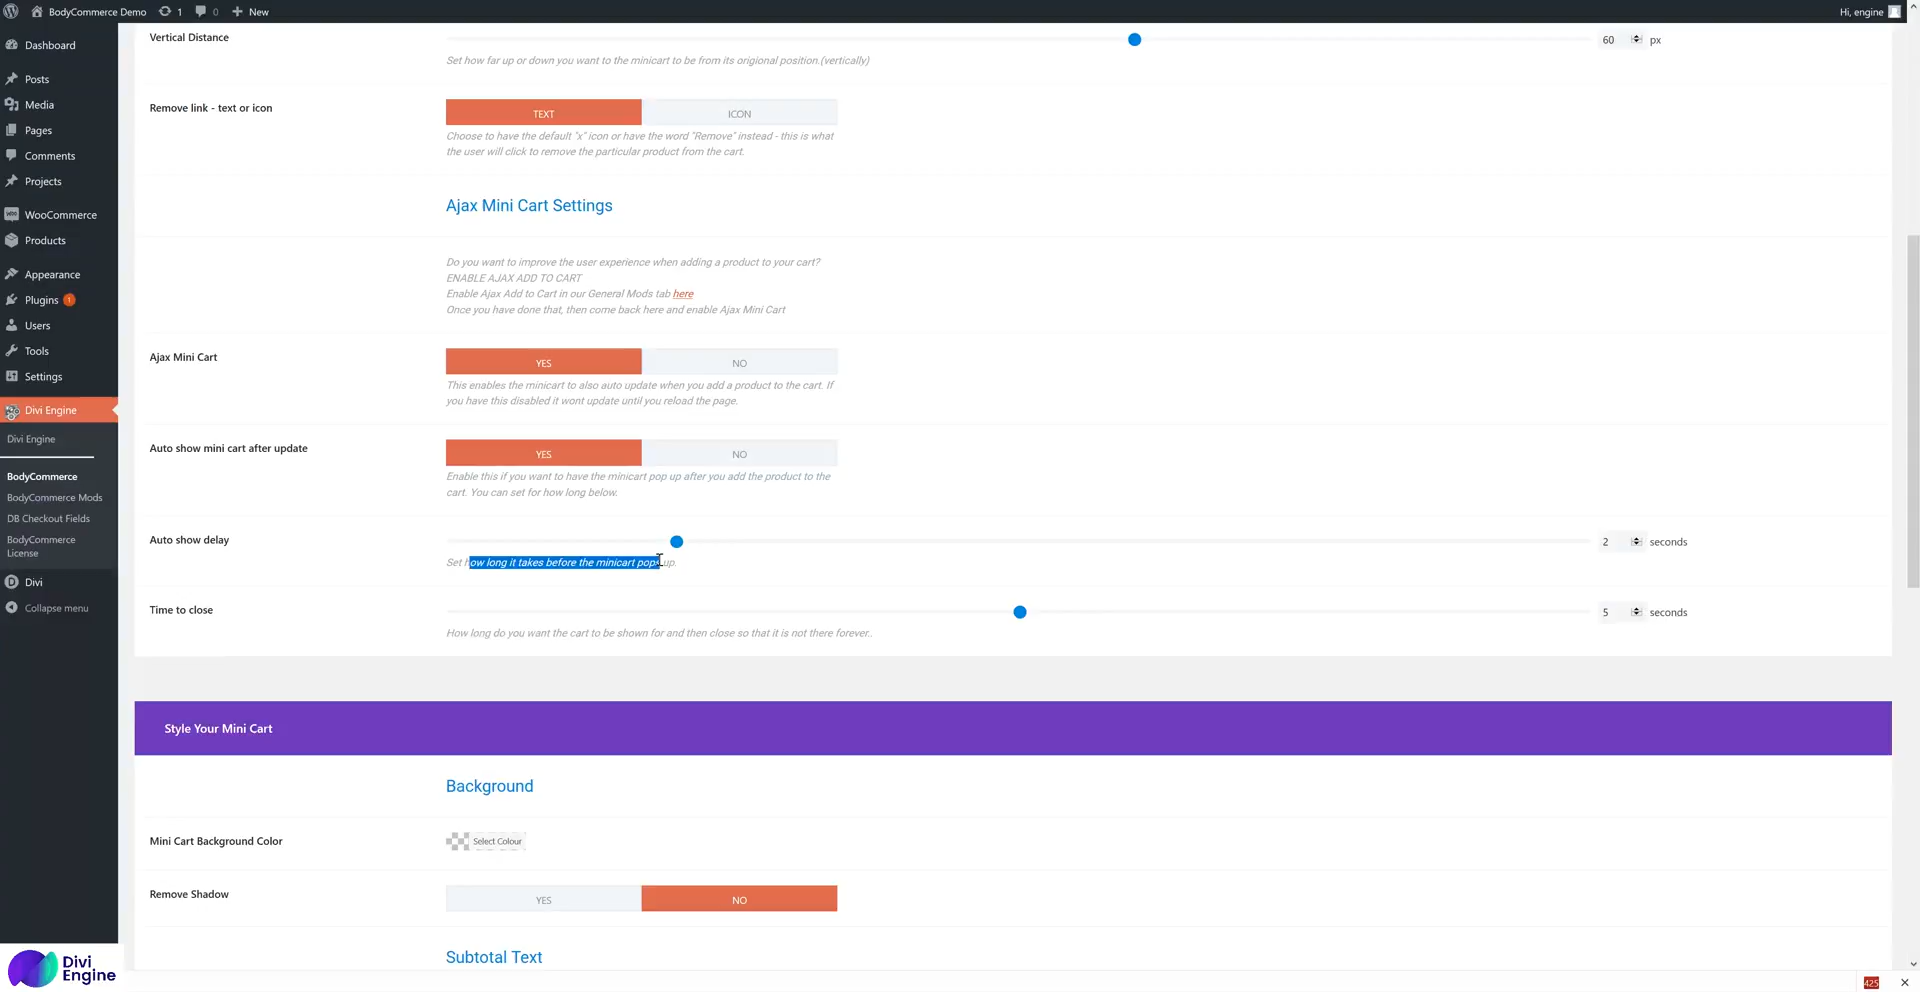 BodyCommerce Demo 1 0 New
Hi, engine
Dashboard
Posts
Media
Pages
Comments
Projects
WooCommerce
Products
Appearance
Plugins 1
Users
Tools
Settings
Divi Engine
Divi Engine
BodyCommerce
BodyCommerce Mods
DB Checkout Fields
BodyCommerce
License
Divi
Collapse menu
Divi
Engine
Vertical Distance
60 px
Set how far up or down you want to the minicart to be from its origional position.(vertically)
Remove link - text or icon
TEXT ICON
Choose to have the default "x" icon or have the word "Remove" instead - this is what
the user will click to remove the particular product from the cart.
Ajax Mini Cart Settings
Do you want to improve the user experience when adding a product to your cart?
ENABLE AJAX ADD TO CART
Enable Ajax Add to Cart in our General Mods tab here
Once you have done that, then come back here and enable Ajax Mini Cart
Ajax Mini Cart
YES NO
This enables the minicart to also auto update when you add a product to the cart. If
you have this disabled it wont update until you reload the page.
Auto show mini cart after update
YES NO
Enable this if you want to have the minicart pop up after you add the product to the
cart. You can set for how long below.
Auto show delay
2 seconds
Set how long it takes before the minicart pops up.
Time to close
5 seconds
How long do you want the cart to be shown for and then close so that it is not there forever..
Style Your Mini Cart
Background
Mini Cart Background Color
Select Colour
Remove Shadow
YES NO
Subtotal Text
425